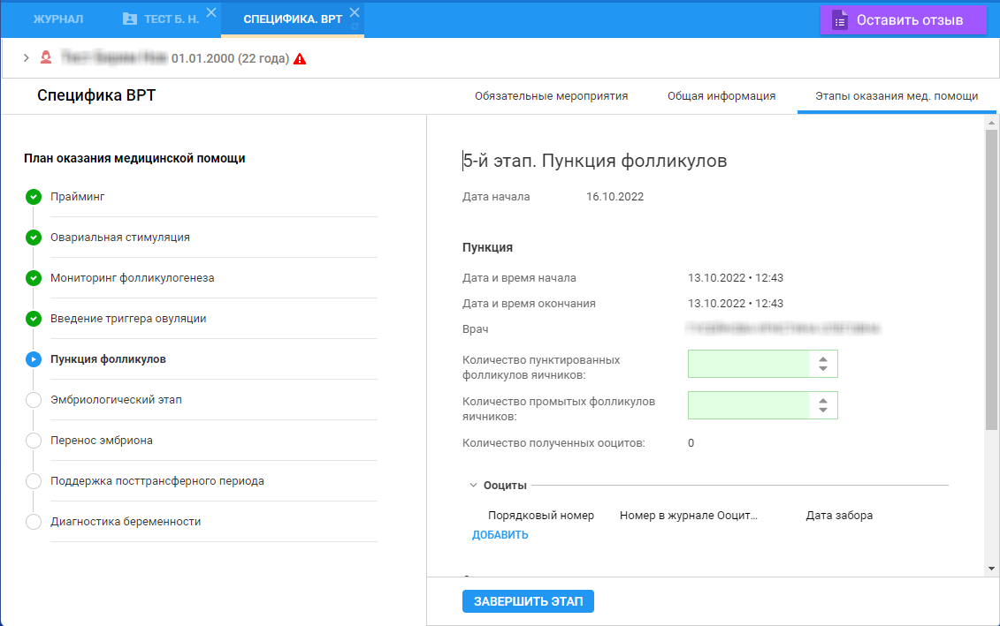 ЖУРНАЛ
ТЕСТ Б. Н.
СПЕЦИФИКА. ВРТ
Оставить отзыв
01.01.2000 (22 года)
Специфика ВРТ
Обязательные мероприятия
Общая информация
Этапы оказания мед. помощи
План оказания медицинской помощи
Прайминг
Овариальная стимуляция
Мониторинг фолликулогенеза
Введение триггера овуляции
Пункция фолликулов
Эмбриологический этап
Перенос эмбриона
Поддержка посттрансферного периода
Диагностика беременности
5-й этап. Пункция фолликулов
Дата начала 16.10.2022
Пункция
Дата и время начала 13.10.2022 • 12:43
Дата и время окончания 13.10.2022 • 12:43
Врач
Количество пунктированных
фолликулов яичников:
Количество промытых фолликулов
яичников:
Количество полученных ооцитов: 0
Ооциты
Порядковый номер Номер в журнале Ооцит... Дата забора
ДОБАВИТЬ
ЗАВЕРШИТЬ ЭТАП